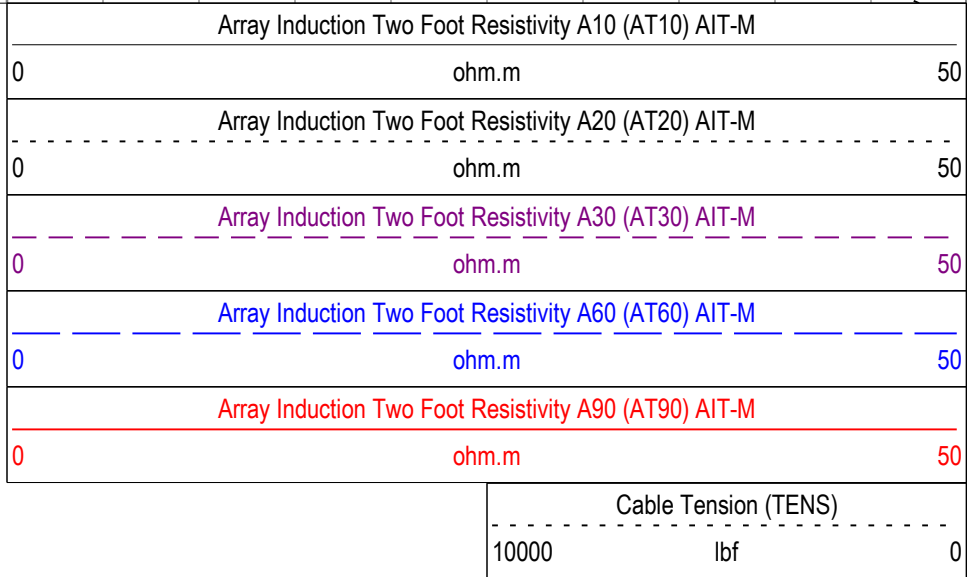 Array Induction Two Foot Resistivity A10 (AT10) AIT-M
0 ohm.m 50
Array Induction Two Foot Resistivity A20 (AT20) AIT-M
0 ohm.m 50
Array Induction Two Foot Resistivity A30 (AT30) AIT-M
0 ohm.m 50
Array Induction Two Foot Resistivity A60 (AT60) AIT-M
0 ohm.m 50
Array Induction Two Foot Resistivity A90 (AT90) AIT-M
0 ohm.m 50
Cable Tension (TENS)
10000 lbf 0